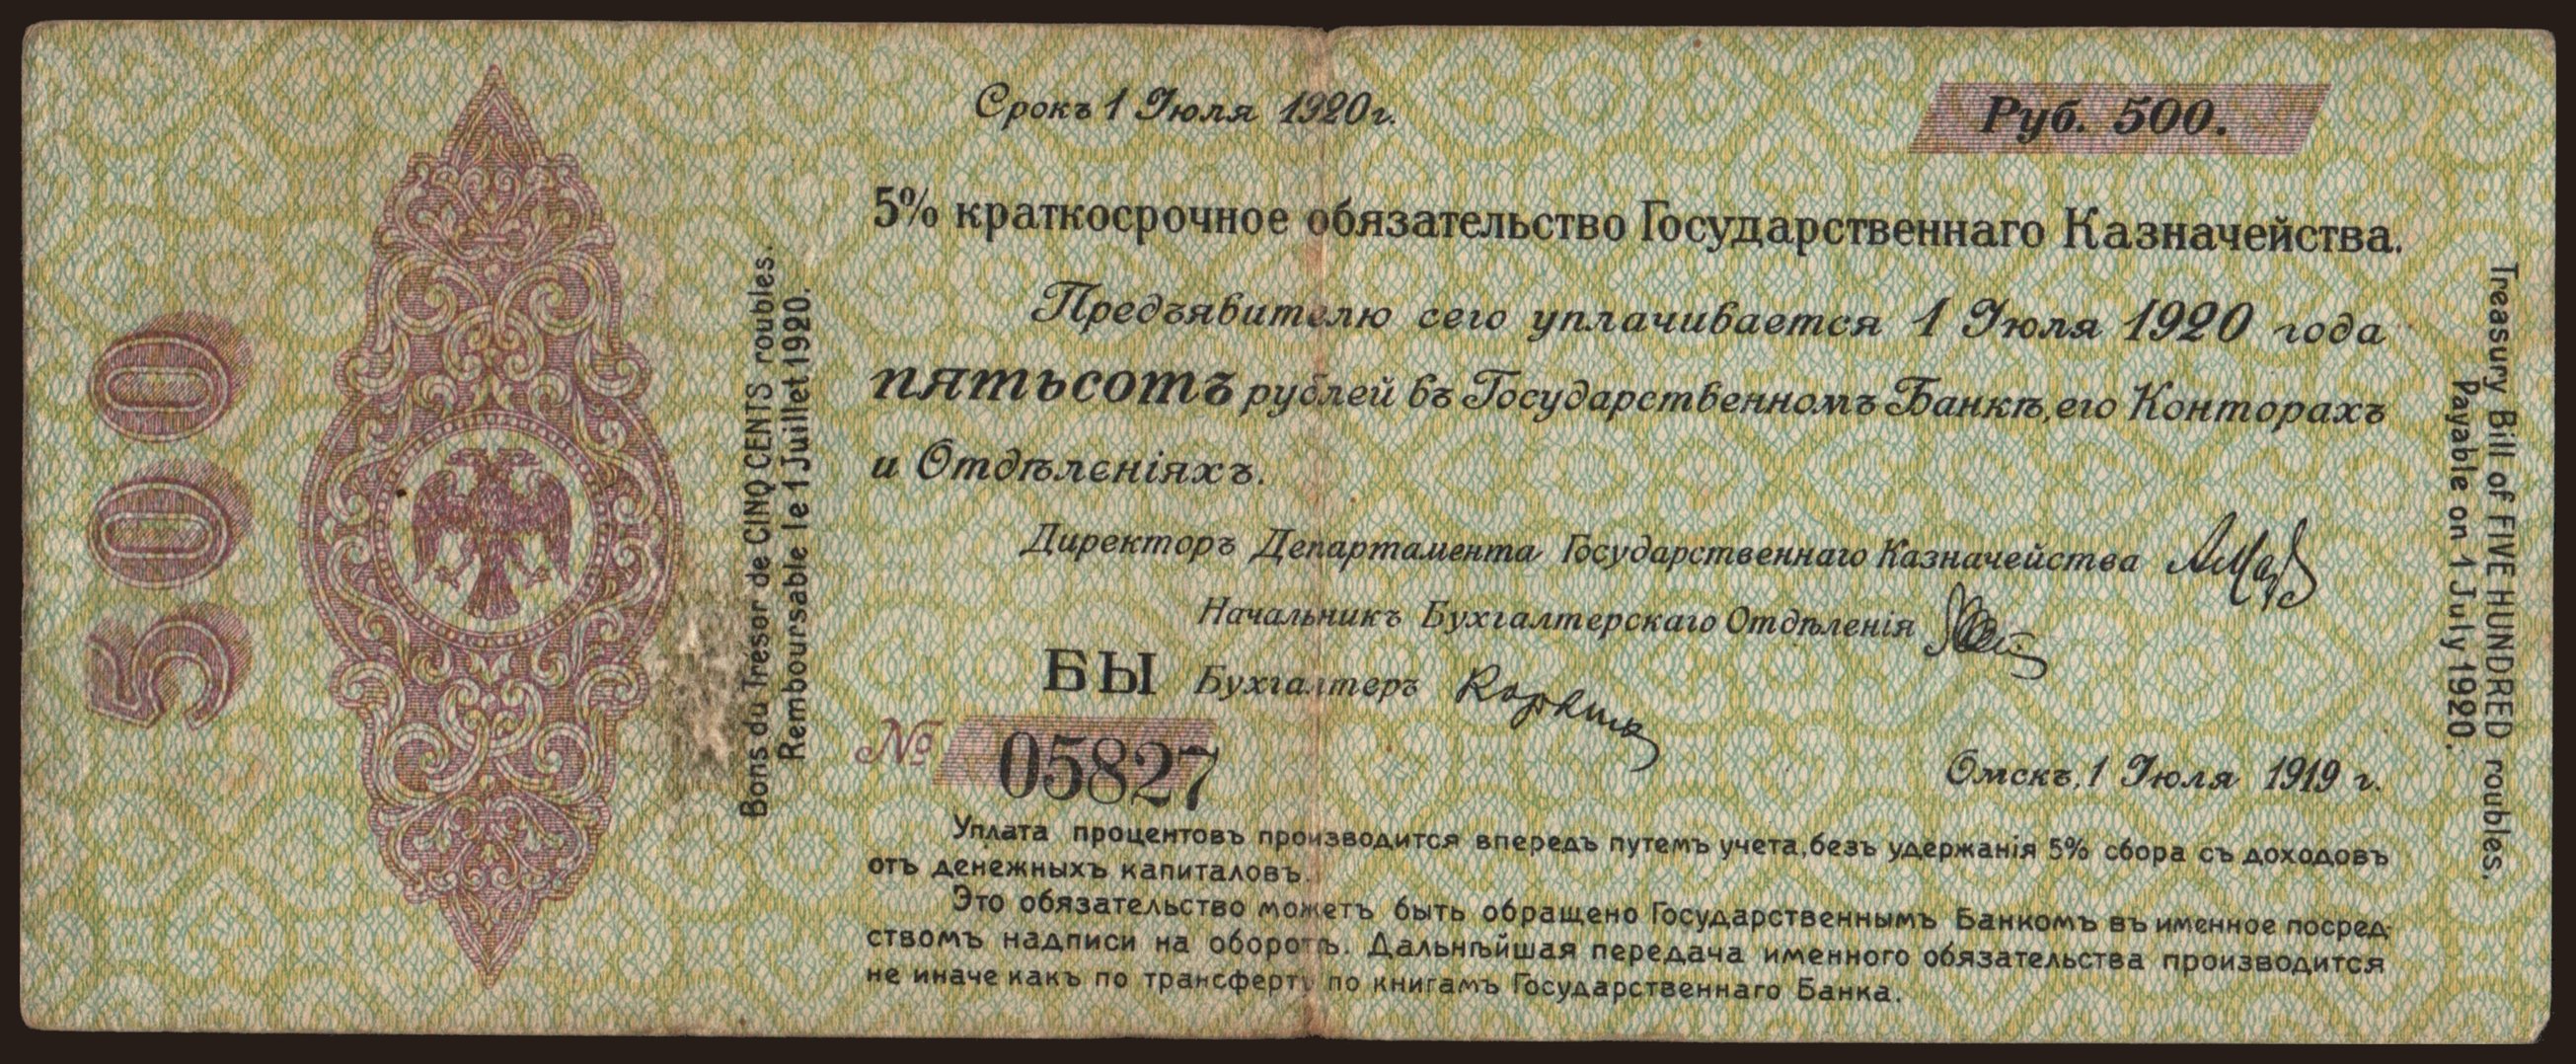 500
Bons du Tresor de CINQ CENTS roubles.
Remboursable le 1 Juillet 1920.
Срокъ 1 Июля 1920 г.
Руб. 500.
5% краткосрочное обязательство Государственнаго Казначейства.
Предъявителю сего уплачивается 1 Июля 1920 года
пятьсотъ рублей въ Государственномъ Банкѣ, его Конторахъ
и Отдѣленіяхъ.
Директоръ Департамента Государственнаго Казначейства
Начальникъ Бухгалтерскаго Отдѣленія
БЫ Бухгалтеръ
№ 05827
Омскъ, 1 Июля 1919 г.
Уплата процентовъ производится впередъ путемъ учета, безъ удержанія 5% сбора съ доходовъ
отъ денежныхъ капиталовъ.
Это обязательство можетъ быть обращено Государственнымъ Банкомъ въ именное посред-
ствомъ надписи на оборотѣ. Дальнѣйшая передача именного обязательства производится
не иначе какъ по трансферту по книгамъ Государственнаго Банка.
Treasury Bill of FIVE HUNDRED roubles.
Payable on 1 July 1920.